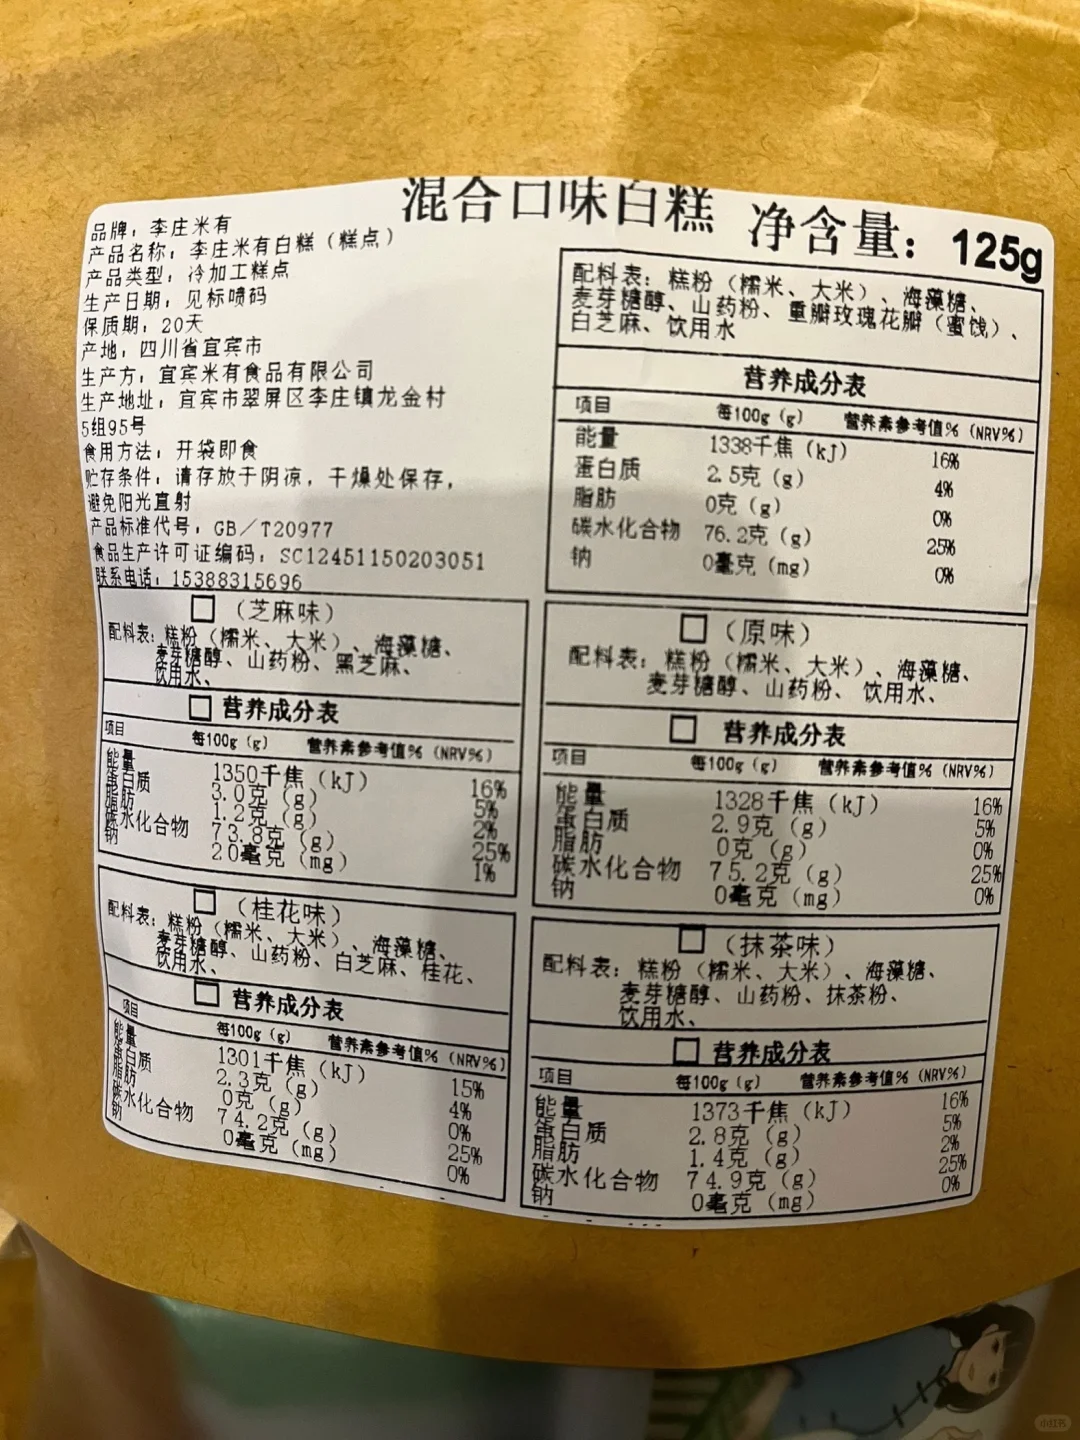 混合口味白糕 净含量：125g
品牌：李庄米有
产品名称：李庄米有白糕（糕点）
产品类型：冷加工糕点
生产日期：见标喷码
保质期：20天
产地：四川省宜宾市
生产方：宜宾米有食品有限公司
生产地址：宜宾市翠屏区李庄镇龙金村
5组95号
食用方法：开袋即食
贮存条件：请存放于阴凉，干燥处保存，
避免阳光直射
产品标准代号：GB／T20977
食品生产许可证编码：SC12451150203051
联系电话：15388315696
配料表：糕粉（糯米、大米）、海藻糖、
麦芽糖醇、山药粉、重瓣玫瑰花瓣（蜜饯）、
白芝麻、饮用水
营养成分表
项目 每100g（g） 营养素参考值%（NRV%）
能量 1338千焦（kJ） 16%
蛋白质 2.5克（g） 4%
脂肪 0克（g） 0%
碳水化合物 76.2克（g） 25%
钠 0毫克（mg） 0%
（芝麻味）
配料表：糕粉（糯米、大米）、海藻糖、
麦芽糖醇、山药粉、黑芝麻、
饮用水、
营养成分表
项目 每100g（g） 营养素参考值%（NRV%）
能量 1350千焦（kJ） 16%
蛋白质 3.0克（g） 5%
脂肪 1.2克（g） 2%
碳水化合物 73.8克（g） 25%
钠 20毫克（mg） 1%
（原味）
配料表：糕粉（糯米、大米）、海藻糖、
麦芽糖醇、山药粉、饮用水、
营养成分表
项目 每100g（g） 营养素参考值%（NRV%）
能量 1328千焦（kJ） 16%
蛋白质 2.9克（g） 5%
脂肪 0克（g） 0%
碳水化合物 75.2克（g） 25%
钠 0毫克（mg） 0%
（桂花味）
配料表：糕粉（糯米、大米）、海藻糖、
麦芽糖醇、山药粉、白芝麻、桂花、
饮用水、
营养成分表
项目 每100g（g） 营养素参考值%（NRV%）
能量 1301千焦（kJ） 15%
蛋白质 2.3克（g） 4%
脂肪 0克（g） 0%
碳水化合物 74.2克（g） 25%
钠 0毫克（mg） 0%
（抹茶味）
配料表：糕粉（糯米、大米）、海藻糖、
麦芽糖醇、山药粉、抹茶粉、
饮用水、
营养成分表
项目 每100g（g） 营养素参考值%（NRV%）
能量 1373千焦（kJ） 16%
蛋白质 2.8克（g） 5%
脂肪 1.4克（g） 2%
碳水化合物 74.9克（g） 25%
钠 0毫克（mg） 0%